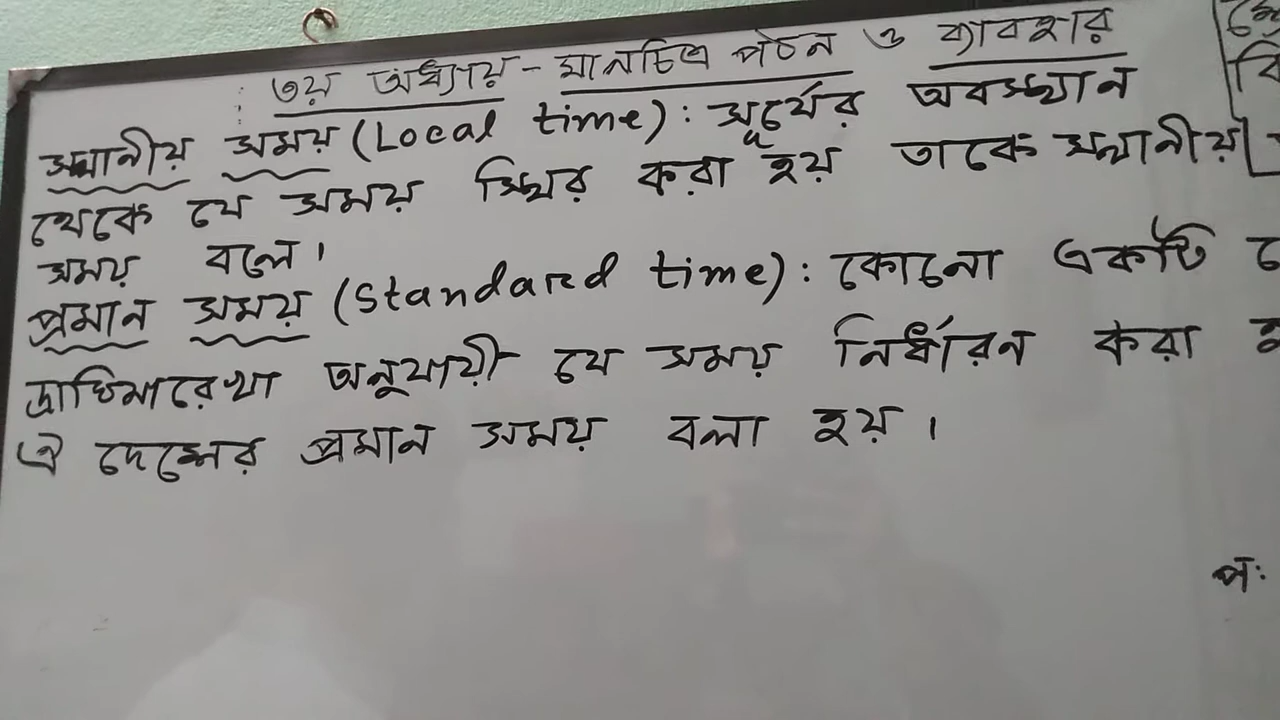 ৩য় অধ্যায় - মানচিত্র পঠন ও ব্যাবহার
স্থানীয় সময় (Local time): সূর্যের অবস্থান
থেকে যে সময় স্থির করা হয় তাকে স্থানীয়
সময় বলে।
প্রমান সময় (Standard time): কোনো একটি
দ্রাঘিমারেখা অনুযায়ী যে সময় নির্ধারন করা
ঐ দেশের প্রমান সময় বলা হয়।
প: